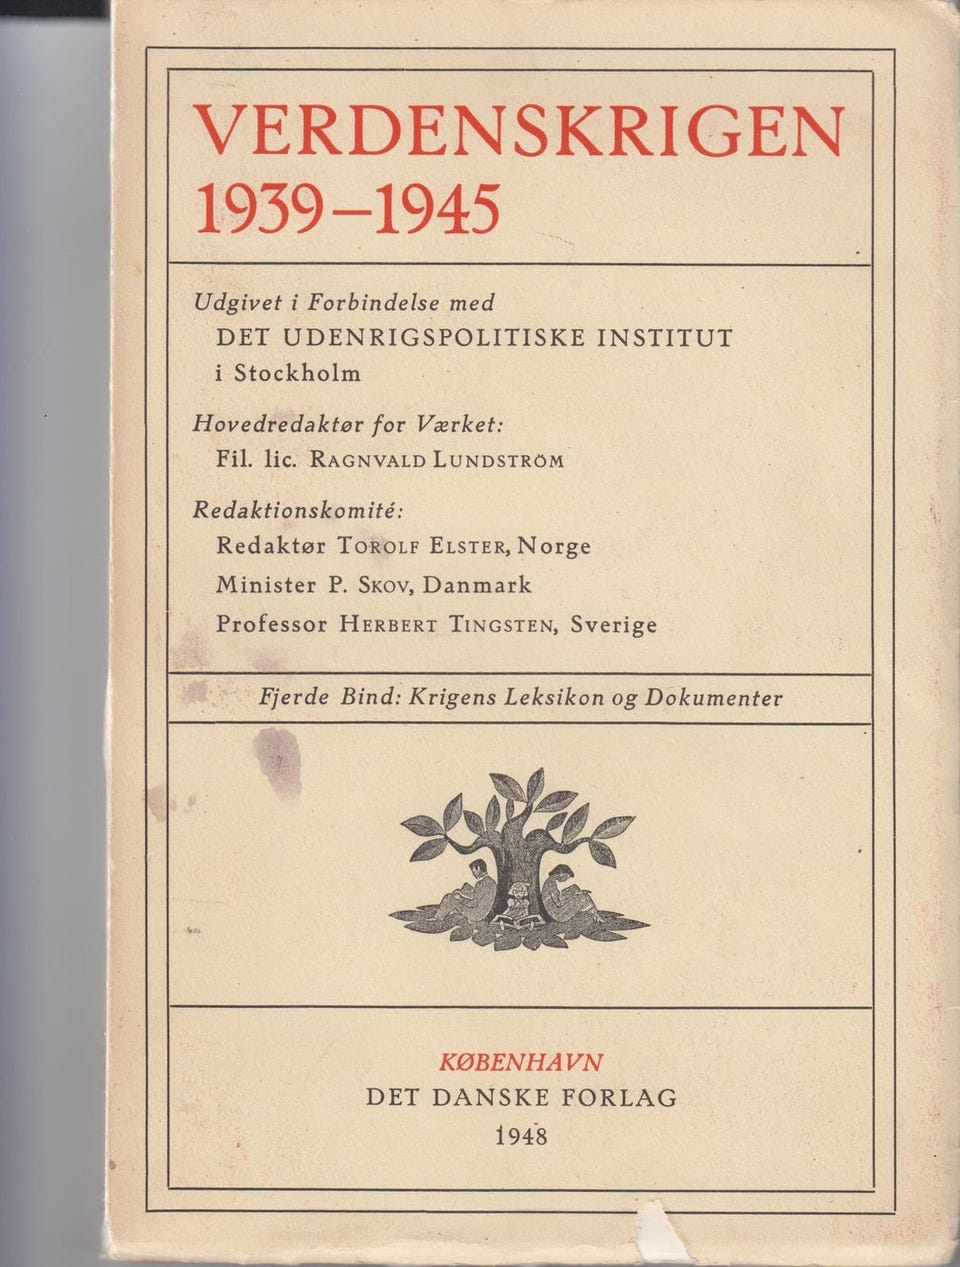 VERDENSKRIGEN
1939–1945
Udgivet i Forbindelse med
DET UDENRIGSPOLITISKE INSTITUT
i Stockholm
Hovedredaktør for Værket:
Fil. lic. RAGNVALD LUNDSTRÖM
Redaktionskomité:
Redaktør TOROLF ELSTER, Norge
Minister P. SKOV, Danmark
Professor HERBERT TINGSTEN, Sverige
Fjerde Bind: Krigens Leksikon og Dokumenter
KØBENHAVN
DET DANSKE FORLAG
1948